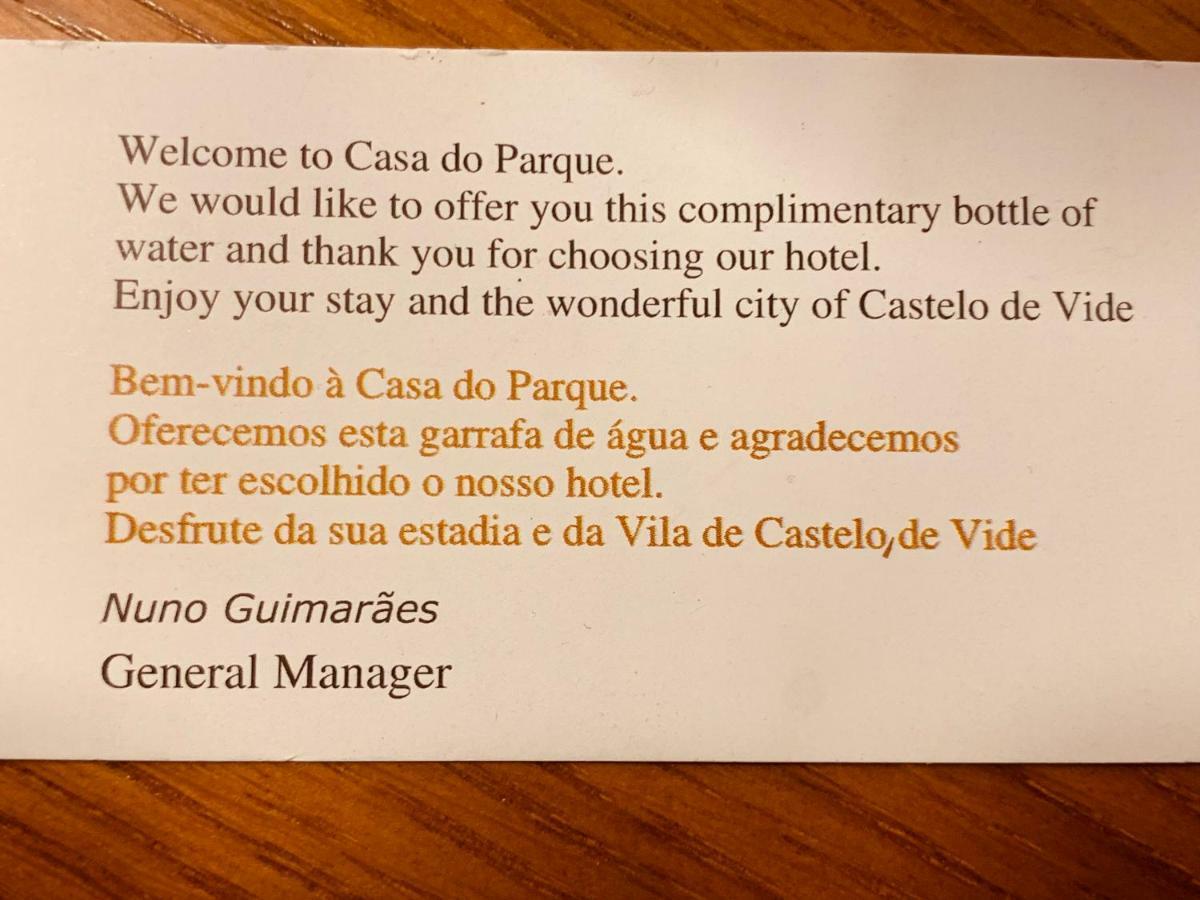 Welcome to Casa do Parque.
We would like to offer you this complimentary bottle of
water and thank you for choosing our hotel.
Enjoy your stay and the wonderful city of Castelo de Vide
Bem-vindo à Casa do Parque.
Oferecemos esta garrafa de água e agradecemos
por ter escolhido o nosso hotel.
Desfrute da sua estadia e da Vila de Castelo de Vide
Nuno Guimarães
General Manager